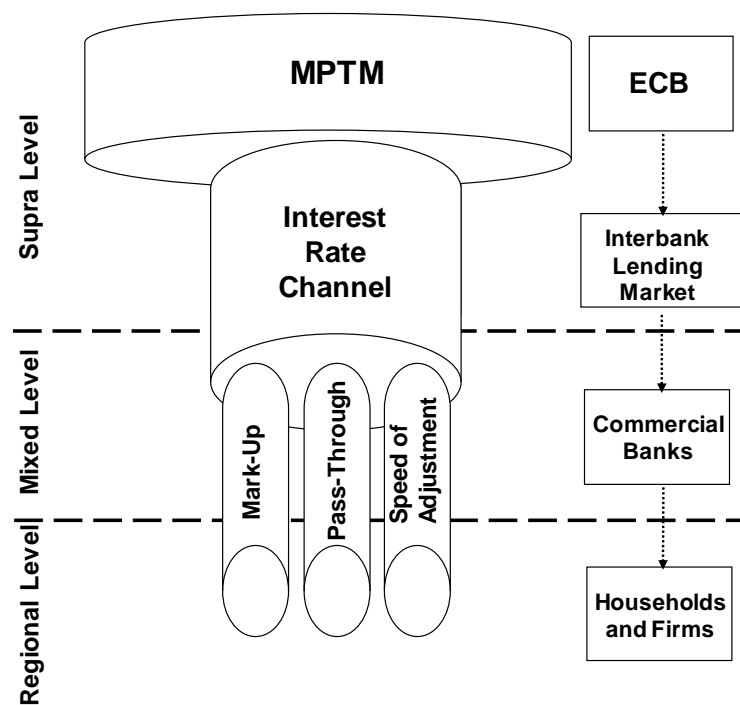 MPTM
ECB
Supra Level
Interest
Rate
Channel
Interbank
Lending
Market
Mixed Level
Mark-Up
Pass-Through
Speed of
Adjustment
Commercial
Banks
Regional Level
Households
and Firms